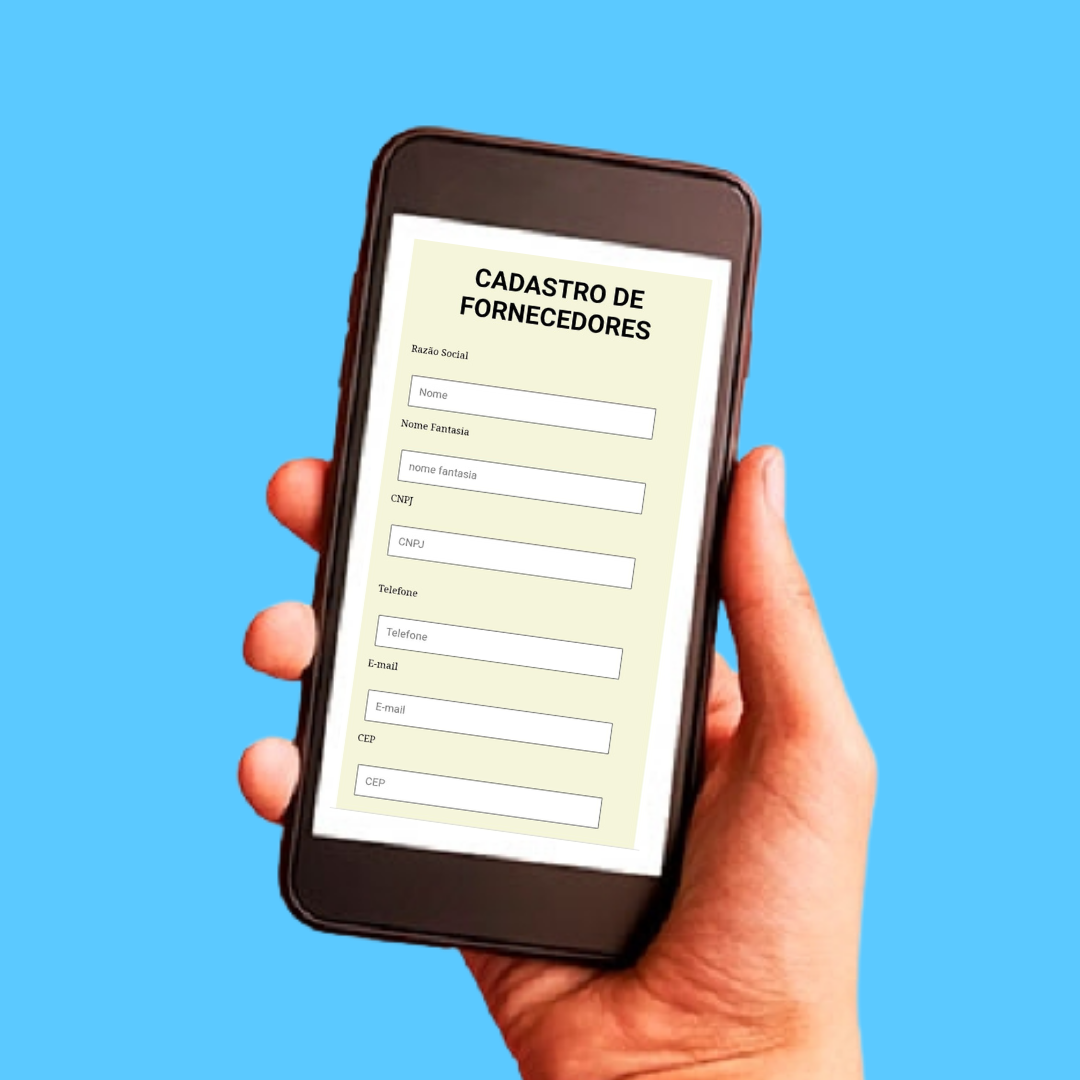 CADASTRO DE
FORNECEDORES
Razão Social
Nome
Nome Fantasia
nome fantasia
CNPJ
CNPJ
Telefone
Telefone
E-mail
E-mail
CEP
CEP